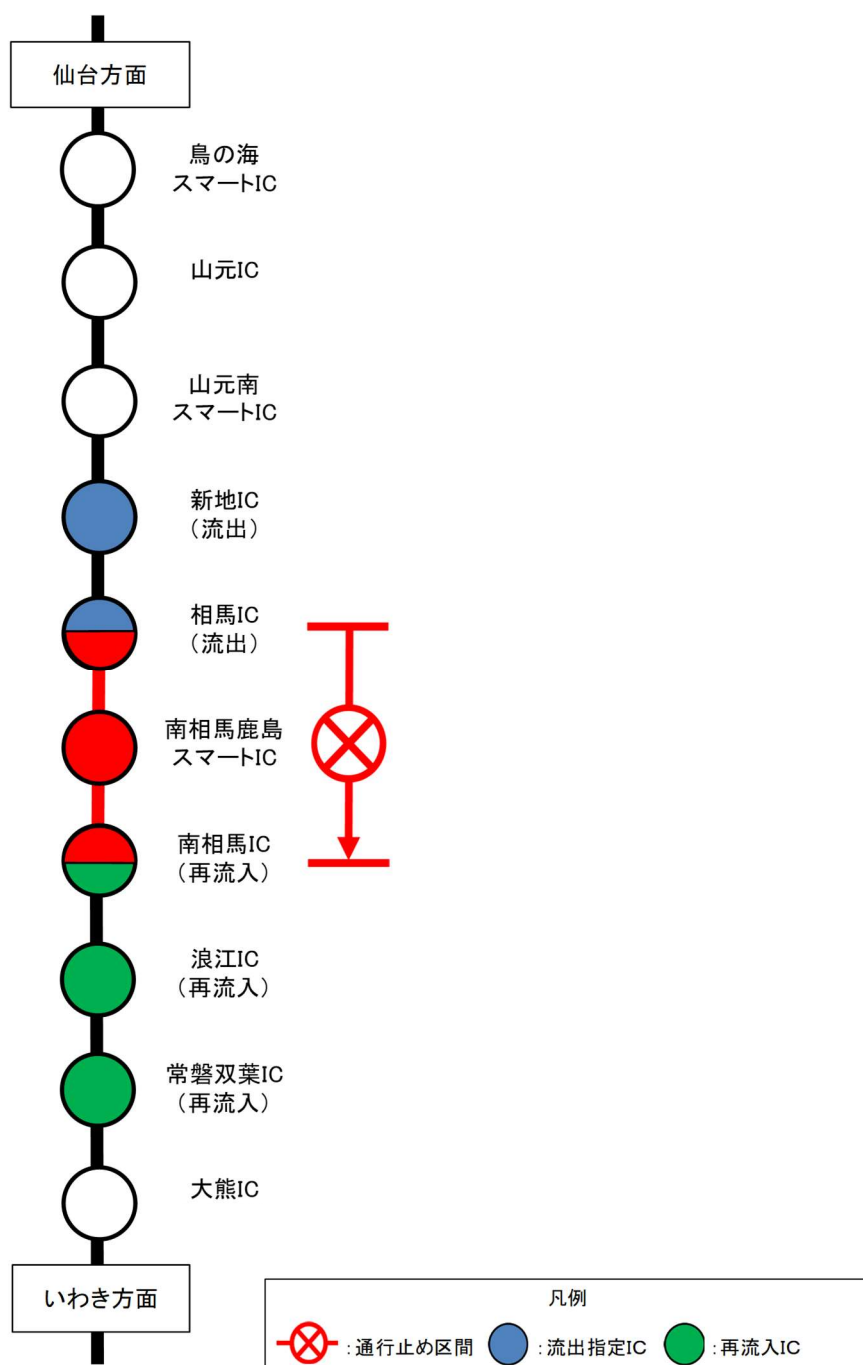 仙台方面
鳥の海
スマートIC
山元IC
山元南
スマートIC
新地IC
（流出）
相馬IC
（流出）
南相馬鹿島
スマートIC
南相馬IC
（再流入）
浪江IC
（再流入）
常磐双葉IC
（再流入）
大熊IC
いわき方面
凡例
：通行止め区間 ：流出指定IC ：再流入IC